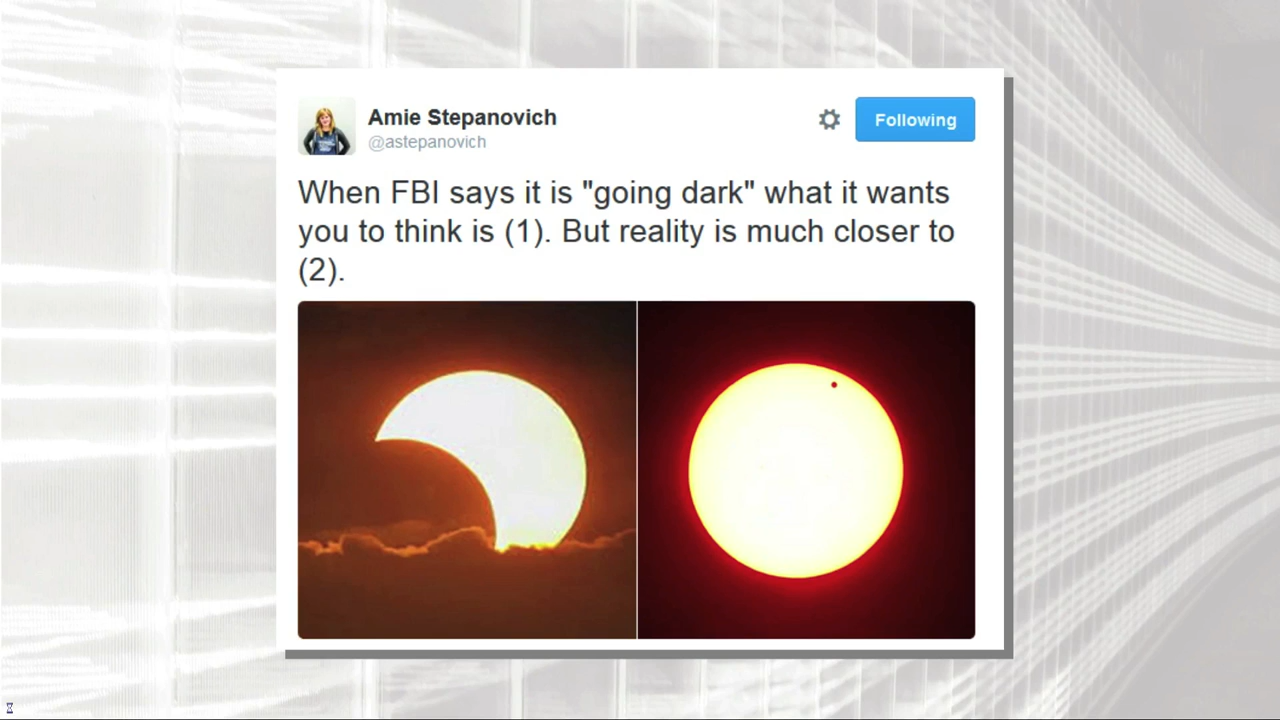 Amie Stepanovich
@astepanovich
Following
When FBI says it is "going dark" what it wants
you to think is (1). But reality is much closer to
(2).